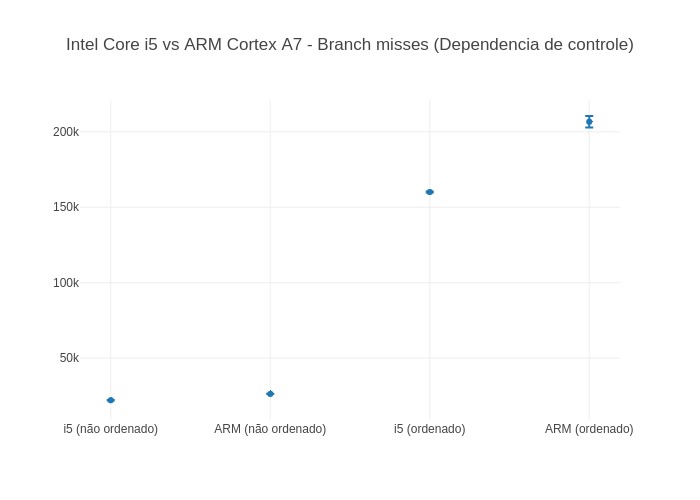 Intel Core i5 vs ARM Cortex A7 - Branch misses (Dependencia de controle)
200k
150k
100k
50k
i5 (não ordenado)
ARM (não ordenado)
i5 (ordenado)
ARM (ordenado)